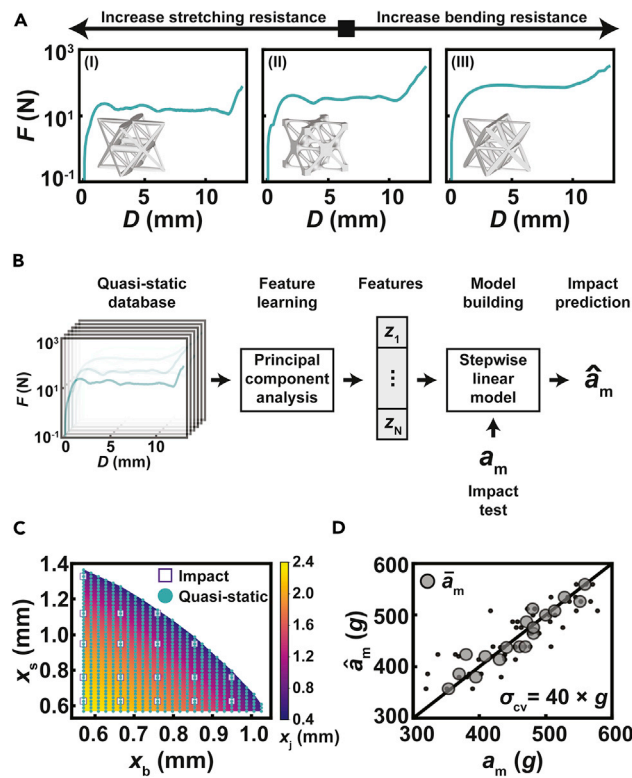 A
Increase stretching resistance
Increase bending resistance
F (N)
10³
10¹
10⁻¹
(I)
0 5 10
D (mm)
(II)
0 5 10
D (mm)
(III)
0 5 10
D (mm)
B
Quasi-static
database
Feature
learning
Features
Model
building
Impact
prediction
F (N)
10³
10¹
10⁻¹
0 5 10
D (mm)
Principal
component
analysis
z₁
⋮
z_N
Stepwise
linear
model
â_m
a_m
Impact
test
C
x_s (mm)
1.4
1.2
1.0
0.8
0.6
Impact
Quasi-static
0.6 0.7 0.8 0.9 1.0
x_b (mm)
2.4
2.0
1.6
1.2
0.8
0.4
x_j (mm)
D
â_m (g)
600
500
400
300
ā_m
σ_cv = 40 × g
300 400 500 600
a_m (g)